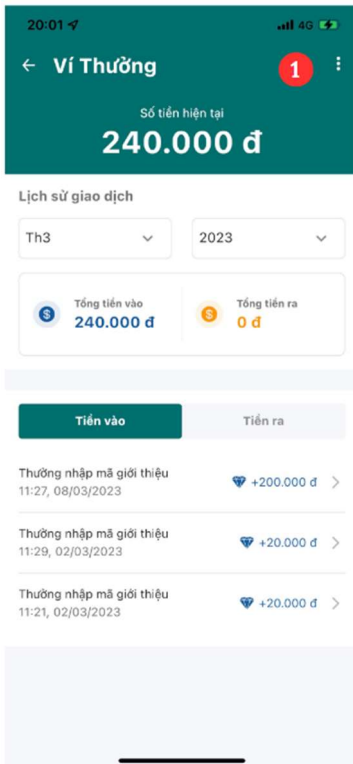 20:01 4G
Ví Thưởng 1
Số tiền hiện tại
240.000 đ
Lịch sử giao dịch
Th3 2023
Tổng tiền vào Tổng tiền ra
240.000 đ 0 đ
Tiền vào Tiền ra
Thưởng nhập mã giới thiệu
+200.000 đ
11:27, 08/03/2023
Thưởng nhập mã giới thiệu
+20.000 đ
11:29, 02/03/2023
Thưởng nhập mã giới thiệu
+20.000 đ
11:21, 02/03/2023